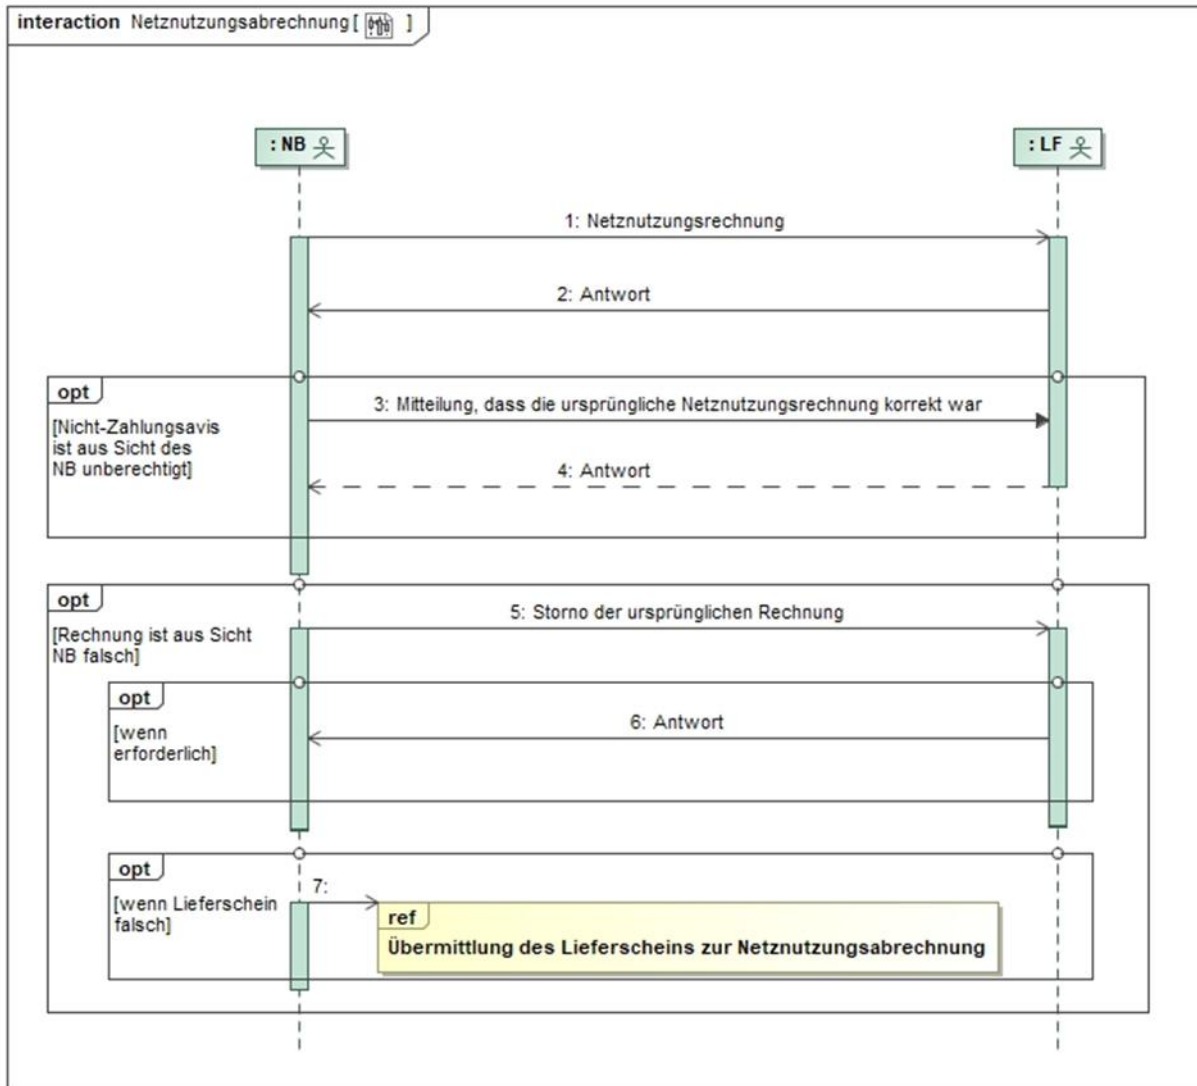 interaction Netznutzungsabrechnung [ ]
: NB
: LF
1: Netznutzungsrechnung
2: Antwort
opt
[Nicht-Zahlungsavis
ist aus Sicht des
NB unberechtigt]
3: Mitteilung, dass die ursprüngliche Netznutzungsrechnung korrekt war
4: Antwort
opt
[Rechnung ist aus Sicht
NB falsch]
5: Storno der ursprünglichen Rechnung
opt
[wenn
erforderlich]
6: Antwort
opt
[wenn Lieferschein
falsch]
7:
ref
Übermittlung des Lieferscheins zur Netznutzungsabrechnung